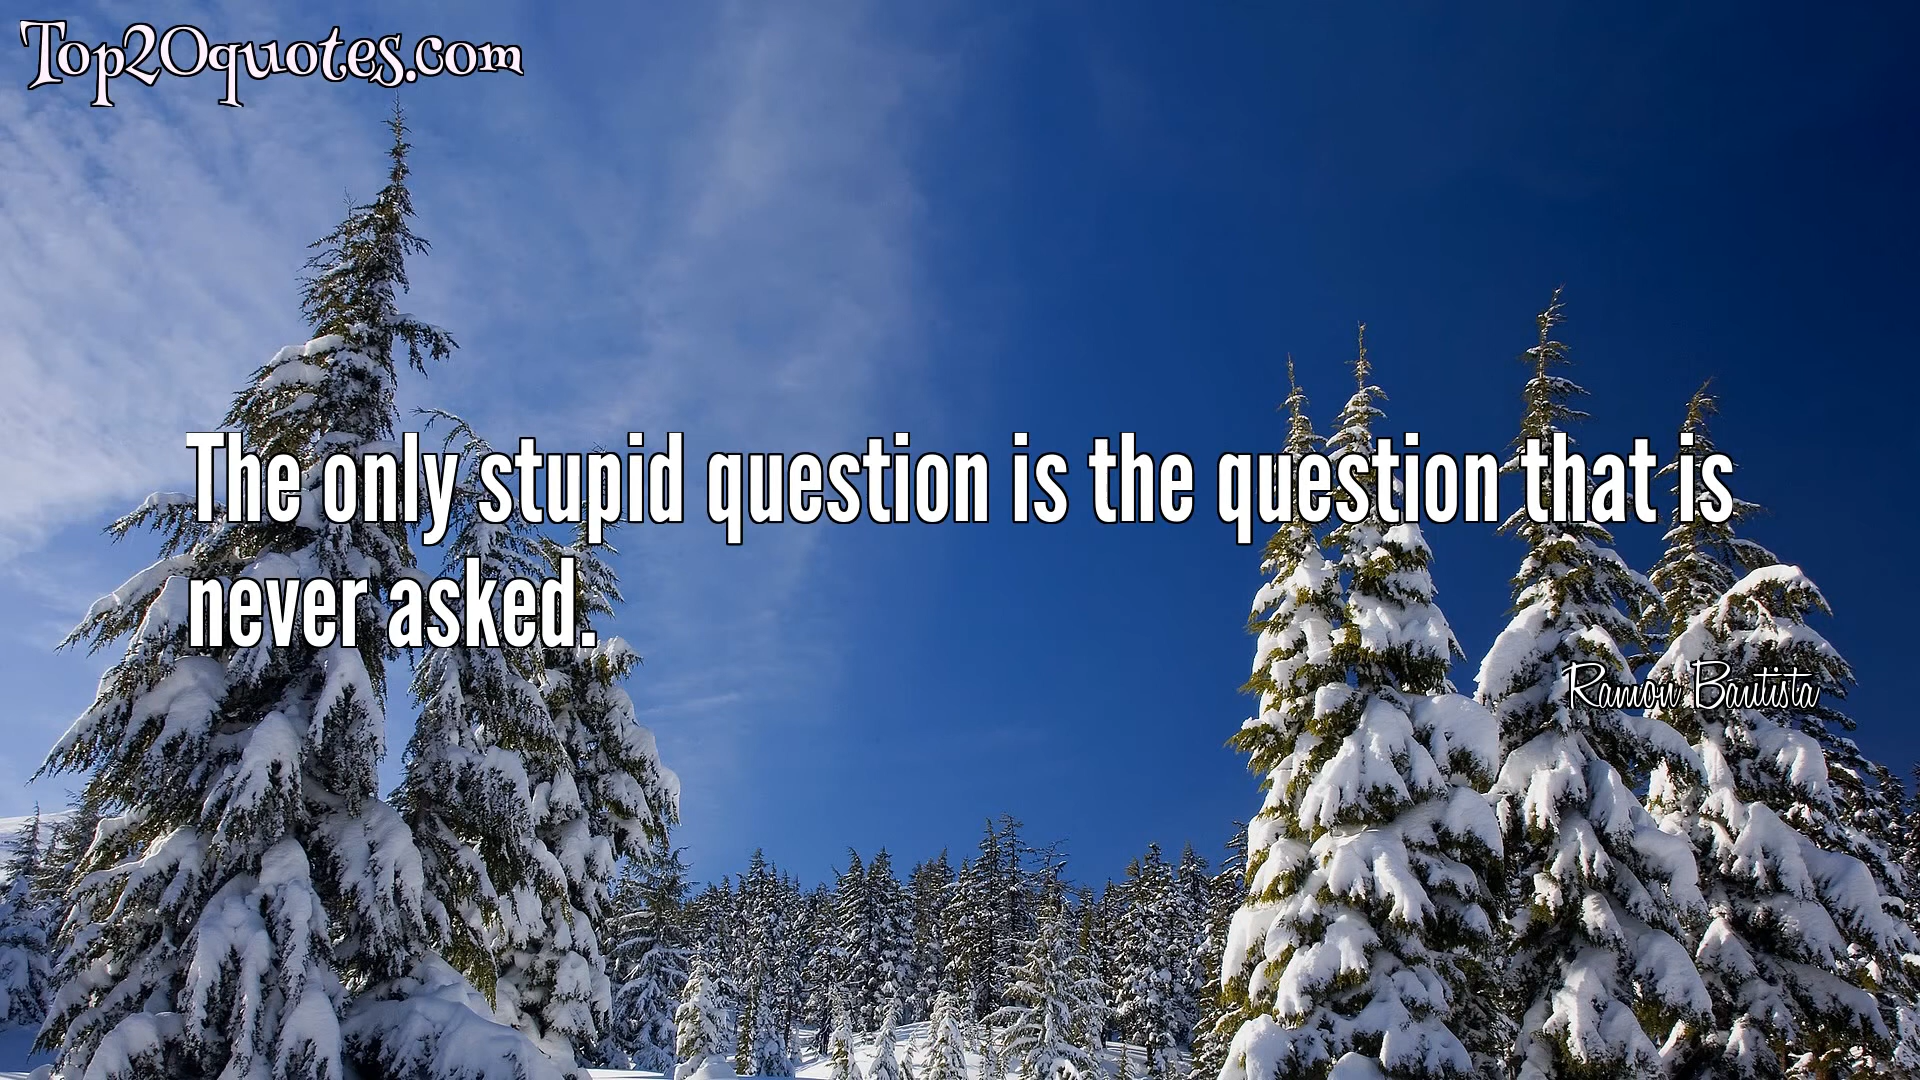 Top20quotes.com
The only stupid question is the question that is
never asked.
Ramon Bautista